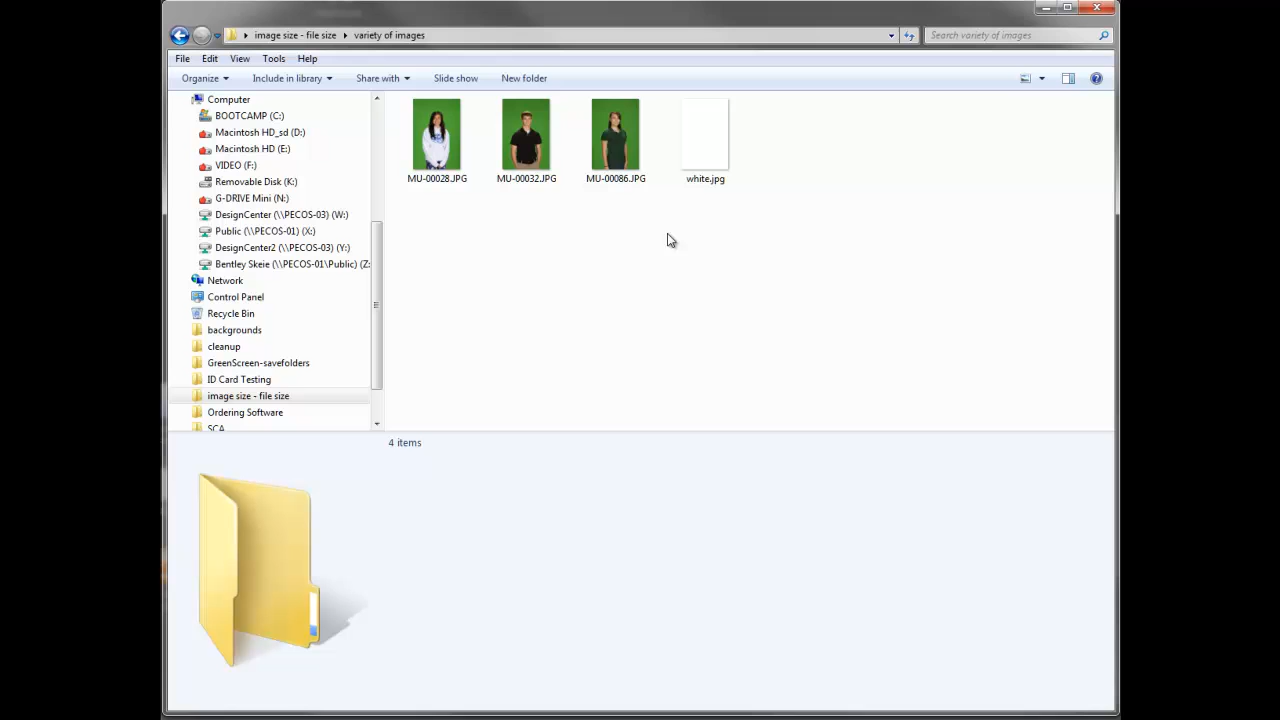 image size - file size
variety of images
Search variety of images
File Edit View Tools Help
Organize Include in library Share with Slide show New folder
Computer
BOOTCAMP (C:)
Macintosh HD_sd (D:)
Macintosh HD (E:)
VIDEO (F:)
Removable Disk (K:)
G-DRIVE Mini (N:)
DesignCenter (\\PECOS-03) (W:)
Public (\\PECOS-01) (X:)
DesignCenter2 (\\PECOS-03) (Y:)
Bentley Skeie (\\PECOS-01\Public) (Z:
Network
Control Panel
Recycle Bin
backgrounds
cleanup
GreenScreen-savefolders
ID Card Testing
image size - file size
Ordering Software
SCA
MU-00028.JPG
MU-00032.JPG
MU-00086.JPG
white.jpg
4 items